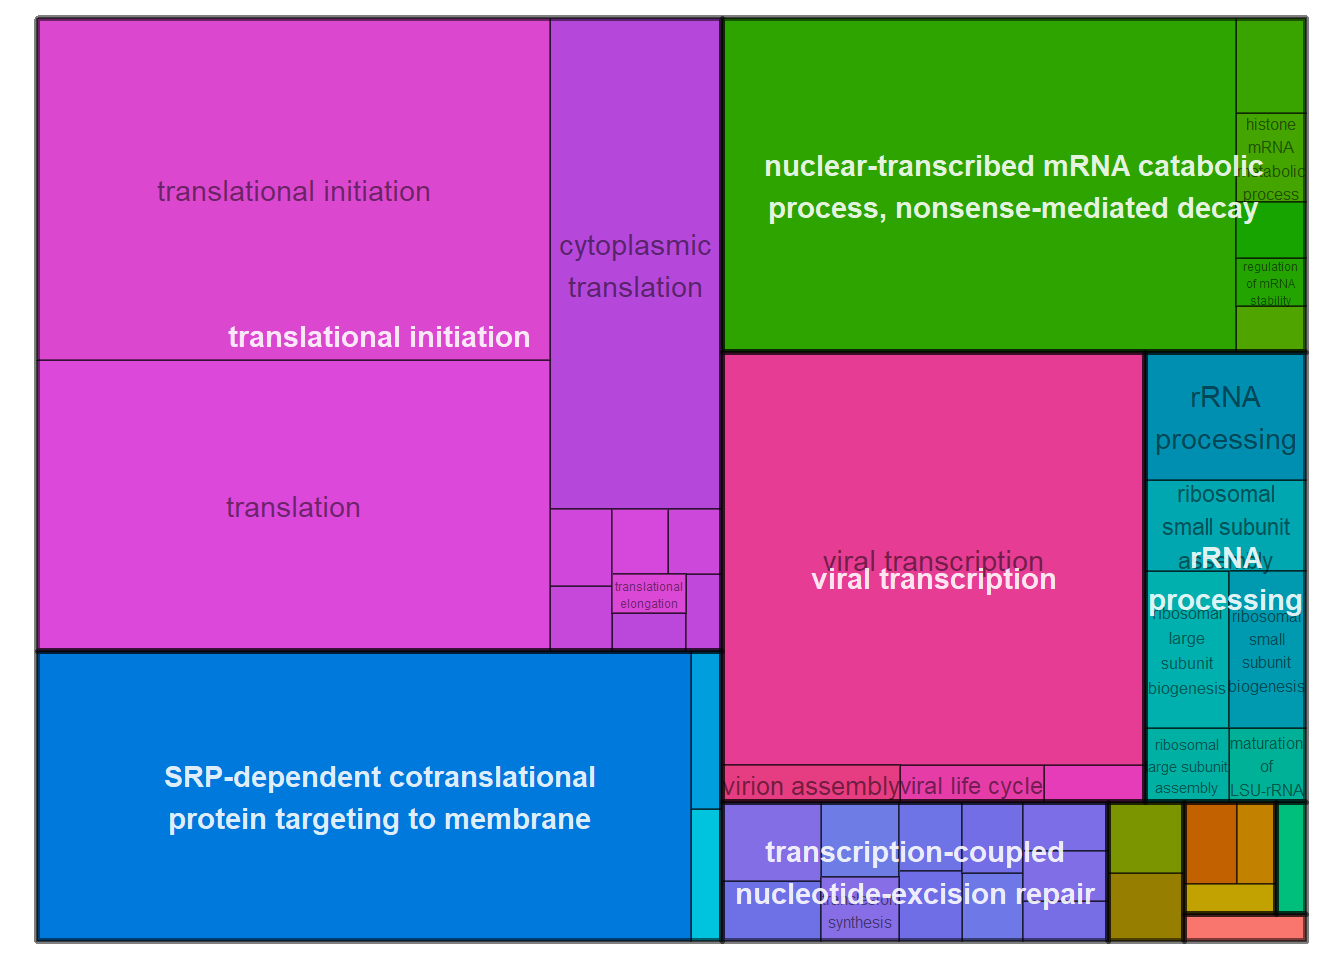 translational initiation
translational initiation
cytoplasmic
translation
translation
translational
elongation
SRP-dependent cotranslational
protein targeting to membrane
nuclear-transcribed mRNA catabolic
process, nonsense-mediated decay
histone
mRNA
process
regulation
of mRNA
stability
viral transcription
viral transcription
virion assembly
viral life cycle
rRNA
processing
ribosomal
small subunit
assembly
rRNA
processing
ribosomal
large
subunit
biogenesis
ribosomal
small
subunit
biogenesis
ribosomal
large subunit
assembly
maturation
of
LSU-rRNA
transcription-coupled
nucleotide-excision repair
synthesis